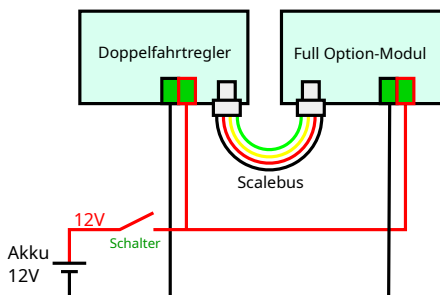 Doppelfahrtregler
Full Option-Modul
Scalebus
12V
Schalter
Akku
12V